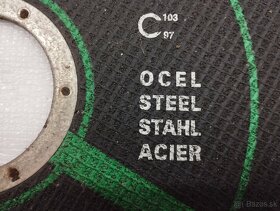 C 103
97
OCEL
STEEL
STAHL
ACIER
Bazos.sk